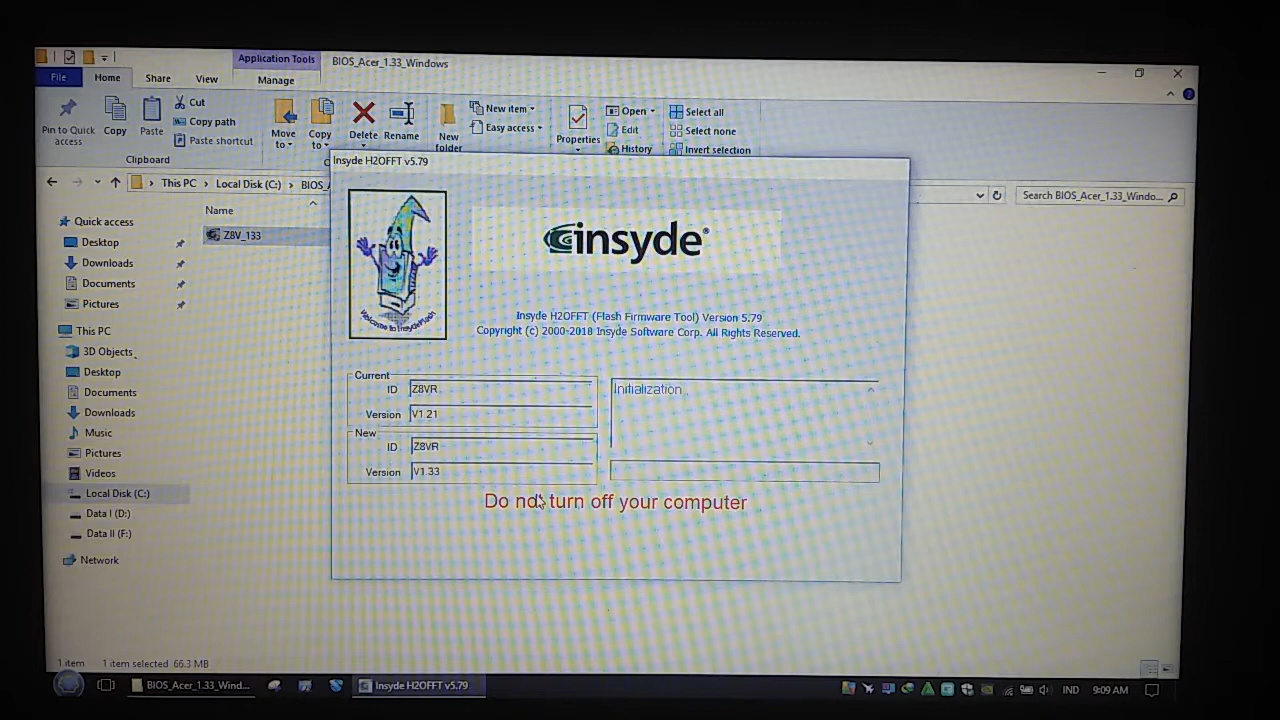 Application Tools
BIOS_Acer_1.33_Windows
File
Home
Share
View
Manage
Pin to Quick access
Copy
Paste
Cut
Copy path
Paste shortcut
Clipboard
Move to
Copy to
Delete
Rename
New folder
New item
Easy access
Properties
Open
Edit
History
Select all
Select none
Invert selection
This PC
Local Disk (C:)
BIOS_
Search BIOS_Acer_1.33_Windo...
Name
Z8V_133
Quick access
Desktop
Downloads
Documents
Pictures
This PC
3D Objects
Desktop
Documents
Downloads
Music
Pictures
Videos
Local Disk (C:)
Data I (D:)
Data II (F:)
Network
Insyde H2OFFT v5.79
Welcome to InsydeFlash
insyde®
Insyde H2OFFT (Flash Firmware Tool) Version 5.79
Copyright (c) 2000-2018 Insyde Software Corp. All Rights Reserved.
Current
ID Z8VR
Version V1.21
New
ID Z8VR
Version V1.33
Initialization
Do not turn off your computer
1 item 1 item selected 66.3 MB
BIOS_Acer_1.33_Wind...
Insyde H2OFFT v5.79
IND
9:09 AM